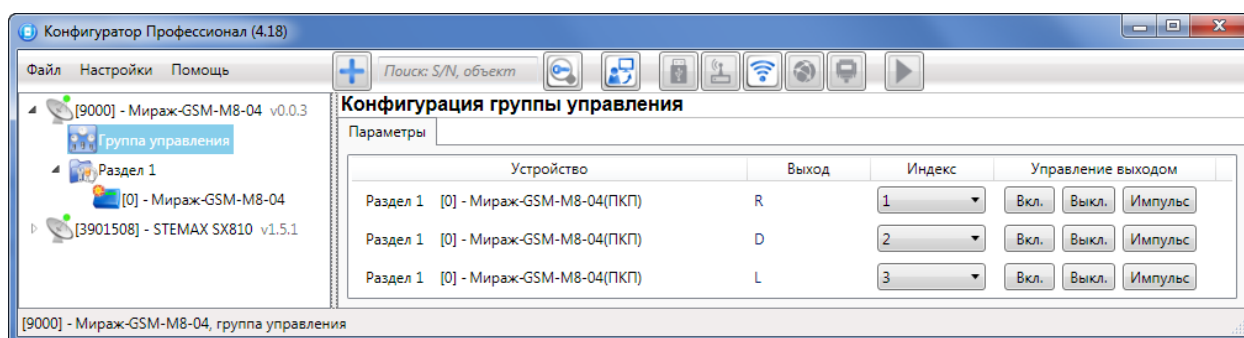 Конфигуратор Профессионал (4.18)
Файл Настройки Помощь Поиск: S/N, объект
[9000] - Мираж-GSM-M8-04 v0.0.3
Группа управления
Раздел 1
[0] - Мираж-GSM-M8-04
[3901508] - STEMAX SX810 v1.5.1
Конфигурация группы управления
Параметры
Устройство Выход Индекс Управление выходом
Раздел 1 [0] - Мираж-GSM-M8-04(ПКП) R 1 Вкл. Выкл. Импульс
Раздел 1 [0] - Мираж-GSM-M8-04(ПКП) D 2 Вкл. Выкл. Импульс
Раздел 1 [0] - Мираж-GSM-M8-04(ПКП) L 3 Вкл. Выкл. Импульс
[9000] - Мираж-GSM-M8-04, группа управления